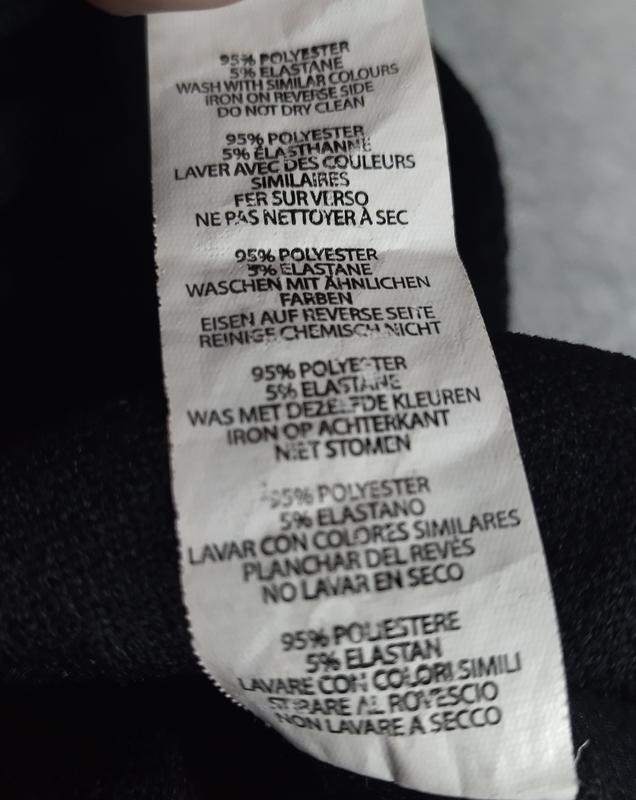 95% POLYESTER
5% ELASTANE
WASH WITH SIMILAR COLOURS
IRON ON REVERSE SIDE
DO NOT DRY CLEAN
95% POLYESTER
5% ÉLASTHANNE
LAVER AVEC DES COULEURS
SIMILAIRES
FER SUR VERSO
NE PAS NETTOYER À SEC
95% POLYESTER
5% ELASTANE
WASCHEN MIT ÄHNLICHEN
FARBEN
EISEN AUF REVERSE SEITE
REINIGE CHEMISCH NICHT
95% POLYESTER
5% ELASTANE
WAS MET DEZELFDE KLEUREN
IRON OP ACHTERKANT
NIET STOMEN
95% POLYESTER
5% ELASTANO
LAVAR CON COLORES SIMILARES
PLANCHAR DEL REVÉS
NO LAVAR EN SECO
95% POLIESTERE
5% ELASTAN
LAVARE CON COLORI SIMILI
STIRARE AL ROVESCIO
NON LAVARE A SECCO